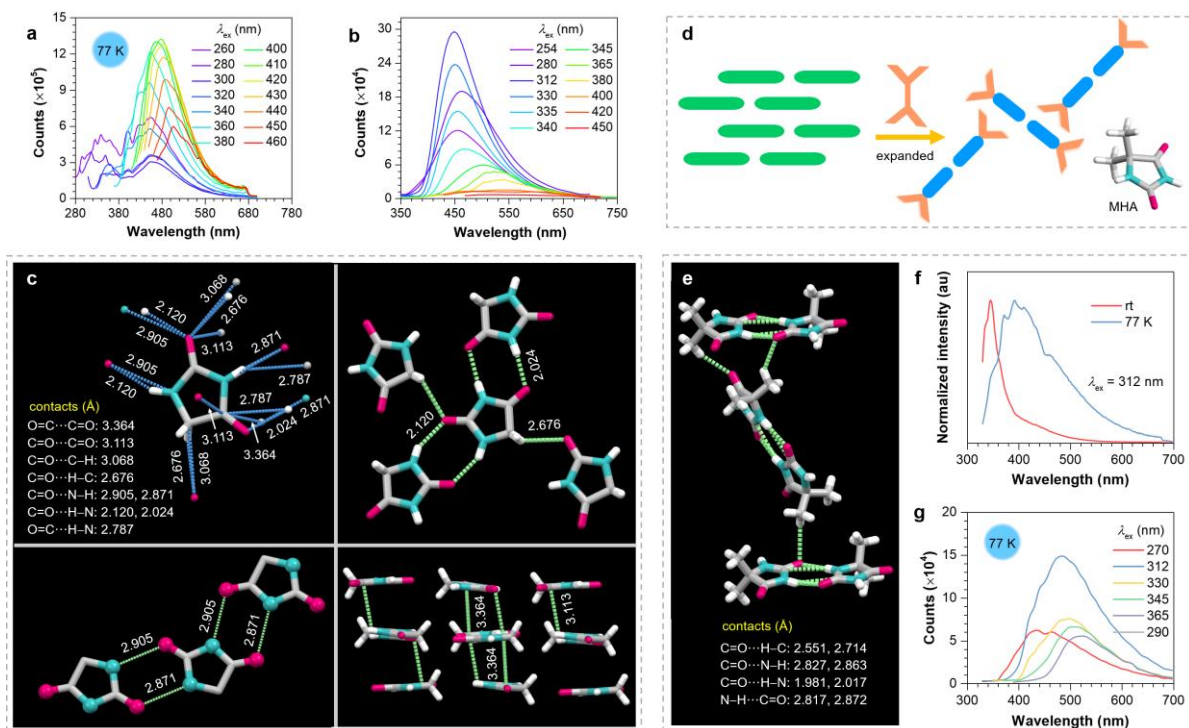 a
77 K
λex (nm)
260 400
280 410
300 420
320 430
340 440
360 450
380 460
Counts (×10⁵)
15
12
9
6
3
0
280 380 480 580 680 780
Wavelength (nm)
b
λex (nm)
254 345
280 365
312 380
330 400
335 420
340 450
Counts (×10⁴)
30
24
18
12
6
0
350 450 550 650 750
Wavelength (nm)
d
expanded
MHA
c
3.068
2.120
2.676
2.905
3.113
2.871
2.905
2.787
2.120
2.787
2.871
3.113
2.024
3.364
2.676
3.068
contacts (Å)
O=C···C=O: 3.364
C=O···C=O: 3.113
C=O···C–H: 3.068
C=O···H–C: 2.676
C=O···N–H: 2.905, 2.871
C=O···H–N: 2.120, 2.024
O=C···H–N: 2.787
2.024
2.120
2.676
2.905
2.905
2.871
2.871
3.364
3.113
3.364
e
contacts (Å)
C=O···H–C: 2.551, 2.714
C=O···N–H: 2.827, 2.863
C=O···H–N: 1.981, 2.017
N–H···C=O: 2.817, 2.872
f
rt
77 K
λex = 312 nm
Normalized intensity (au)
300 400 500 600 700
Wavelength (nm)
g
77 K
λex (nm)
270
312
330
345
365
290
Counts (×10⁴)
20
15
10
5
0
300 400 500 600 700
Wavelength (nm)